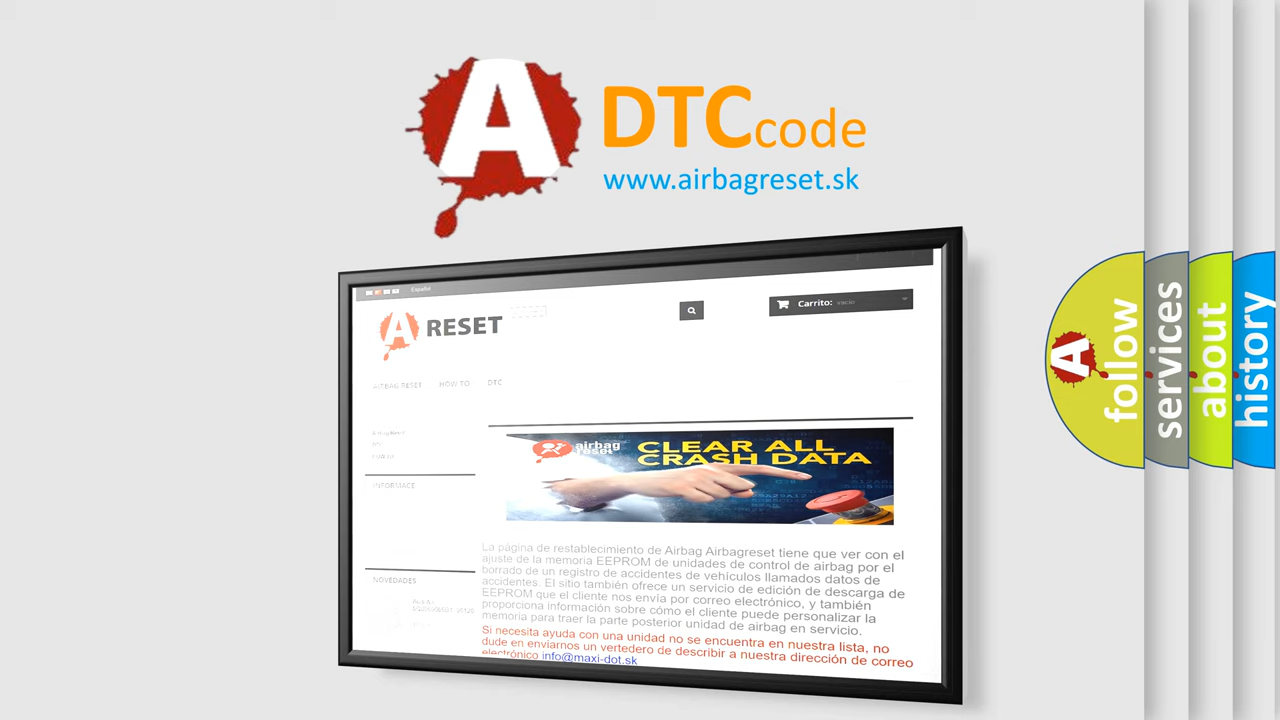 A DTCcode
www.airbagreset.sk
Español
A RESET
Carrito: vacío
AIRBAG RESET HOW TO DTC
Airbag Reset
DTC
INFORMACE
NOVEDADES
airbag
reset
CLEAR ALL
CRASH DATA
La página de restablecimiento de Airbag Airbagreset tiene que ver con el
ajuste de la memoria EEPROM de unidades de control de airbag por el
borrado de un registro de accidentes de vehículos llamados datos de
accidentes. El sitio también ofrece un servicio de edición de descarga de
EEPROM que el cliente nos envía por correo electrónico, y también
proporciona información sobre cómo el cliente puede personalizar la
memoria para traer la parte posterior unidad de airbag en servicio.
Si necesita ayuda con una unidad no se encuentra en nuestra lista, no
dude en enviarnos un vertedero de describir a nuestra dirección de correo
electrónico info@maxi-dot.sk
A
follow
services
about
history